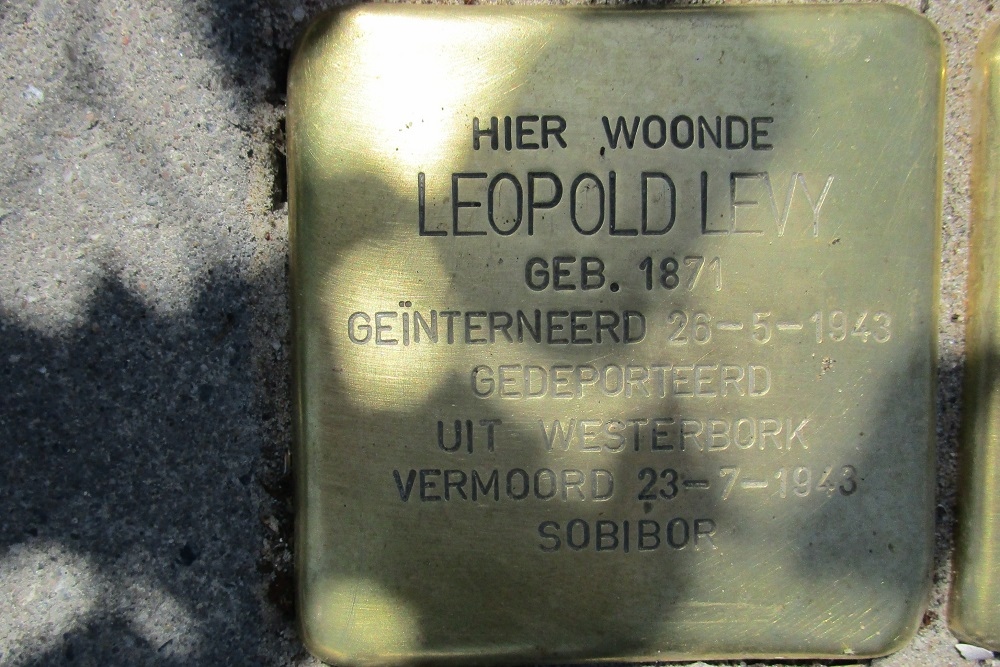 HIER WOONDE
LEOPOLD LEVY
GEB. 1871
GEÏNTERNEERD 26-5-1943
GEDEPORTEERD
UIT WESTERBORK
VERMOORD 23-7-1943
SOBIBOR